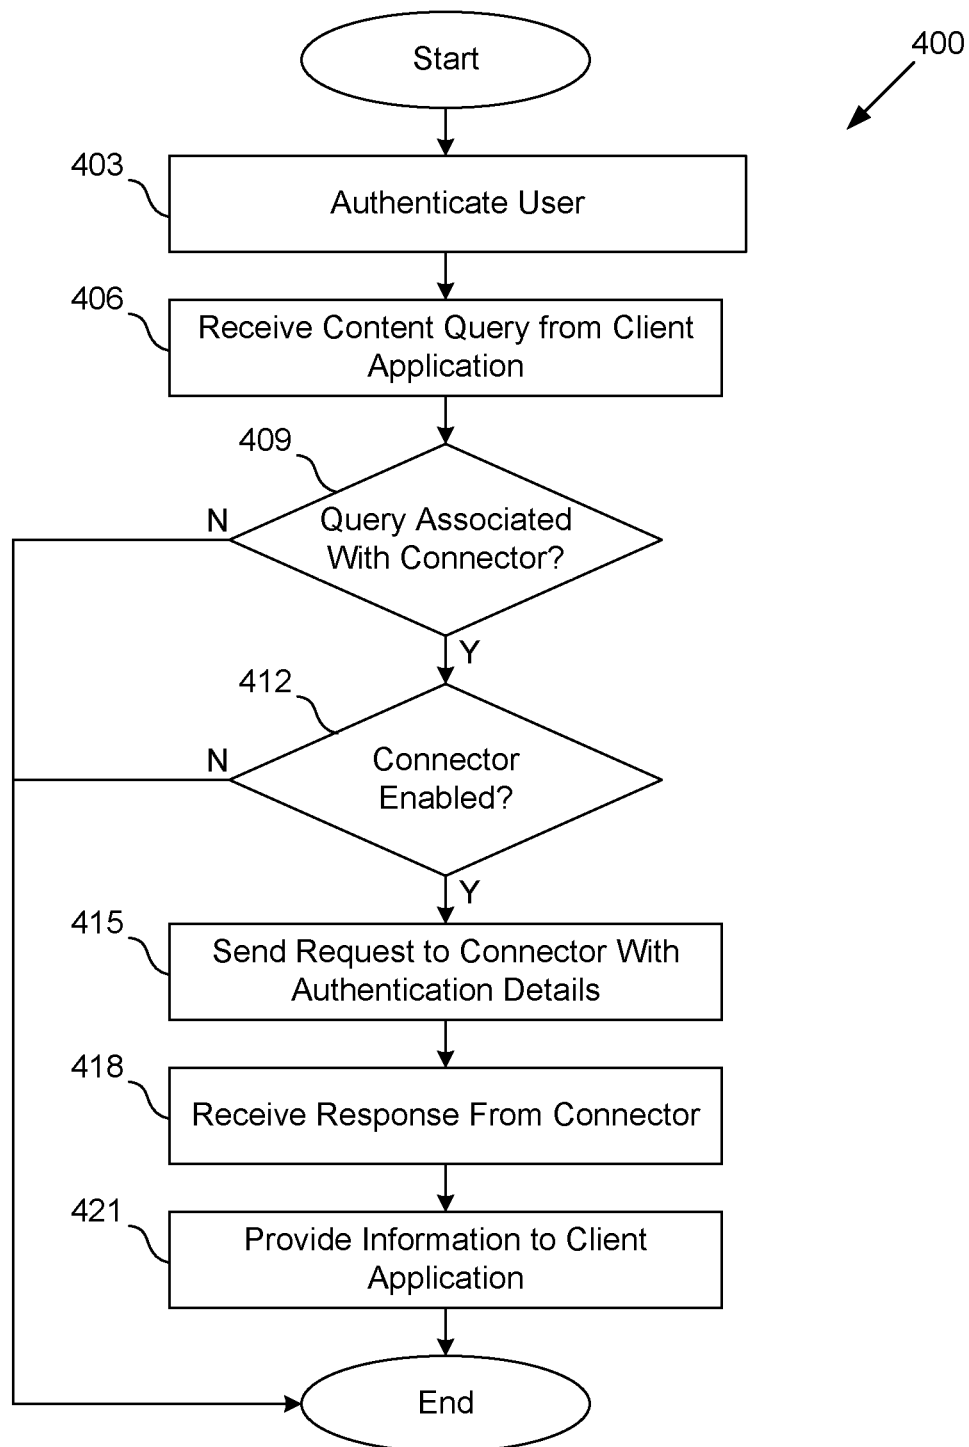 Start
400
403
Authenticate User
406
Receive Content Query from Client
Application
409
N
Query Associated
With Connector?
Y
412
N
Connector
Enabled?
Y
415
Send Request to Connector With
Authentication Details
418
Receive Response From Connector
421
Provide Information to Client
Application
End